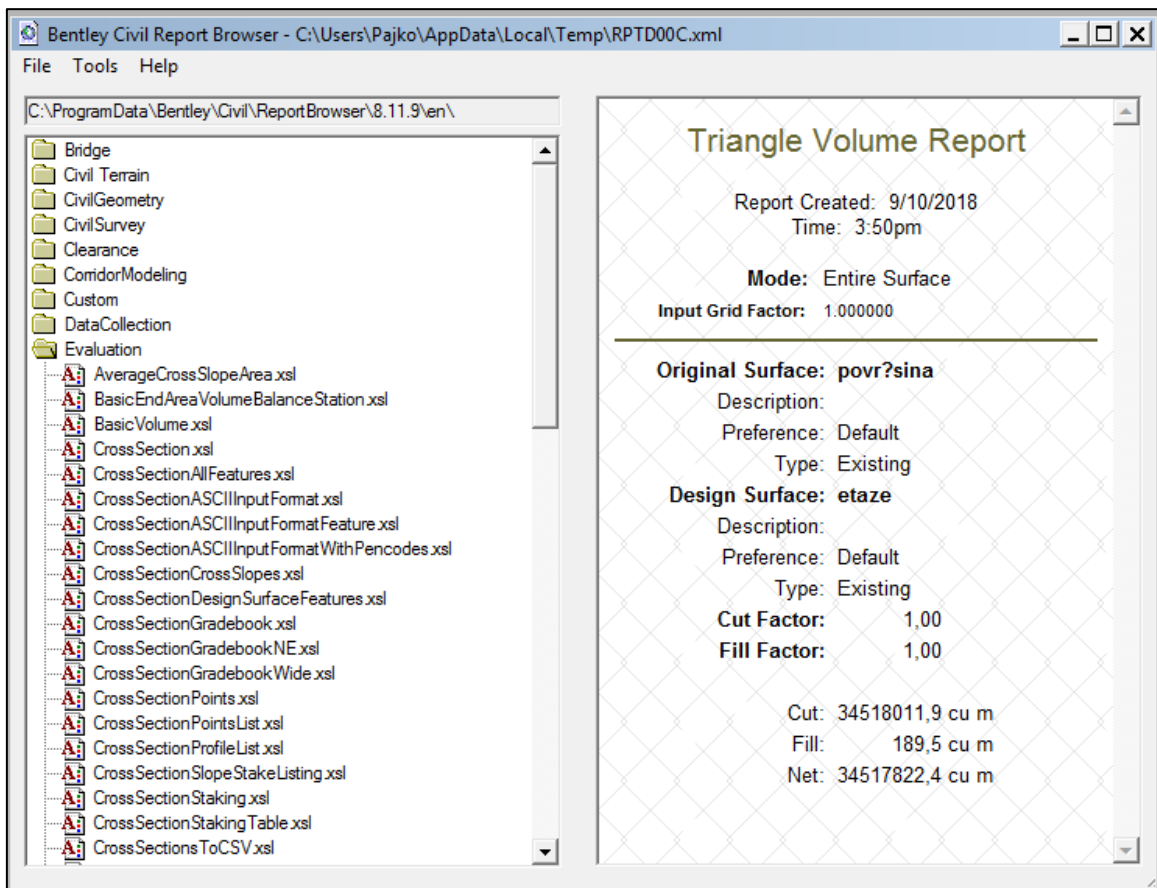 Bentley Civil Report Browser - C:\Users\Pajko\AppData\Local\Temp\RPTD00C.xml
File Tools Help
C:\ProgramData\Bentley\Civil\ReportBrowser\8.11.9\en\
Bridge
Civil Terrain
CivilGeometry
CivilSurvey
Clearance
CorridorModeling
Custom
DataCollection
Evaluation
AverageCrossSlopeArea.xsl
BasicEndAreaVolumeBalanceStation.xsl
BasicVolume.xsl
CrossSection.xsl
CrossSectionAllFeatures.xsl
CrossSectionASCIIInputFormat.xsl
CrossSectionASCIIInputFormatFeature.xsl
CrossSectionASCIIInputFormatWithPencodes.xsl
CrossSectionCrossSlopes.xsl
CrossSectionDesignSurfaceFeatures.xsl
CrossSectionGradebook.xsl
CrossSectionGradebookNE.xsl
CrossSectionGradebookWide.xsl
CrossSectionPoints.xsl
CrossSectionPointsList.xsl
CrossSectionProfileList.xsl
CrossSectionSlopeStakeListing.xsl
CrossSectionStaking.xsl
CrossSectionStakingTable.xsl
CrossSectionsToCSV.xsl
Triangle Volume Report
Report Created: 9/10/2018
Time: 3:50pm
Mode: Entire Surface
Input Grid Factor: 1.000000
Original Surface: povr?sina
Description:
Preference: Default
Type: Existing
Design Surface: etaze
Description:
Preference: Default
Type: Existing
Cut Factor: 1,00
Fill Factor: 1,00
Cut: 34518011,9 cu m
Fill: 189,5 cu m
Net: 34517822,4 cu m